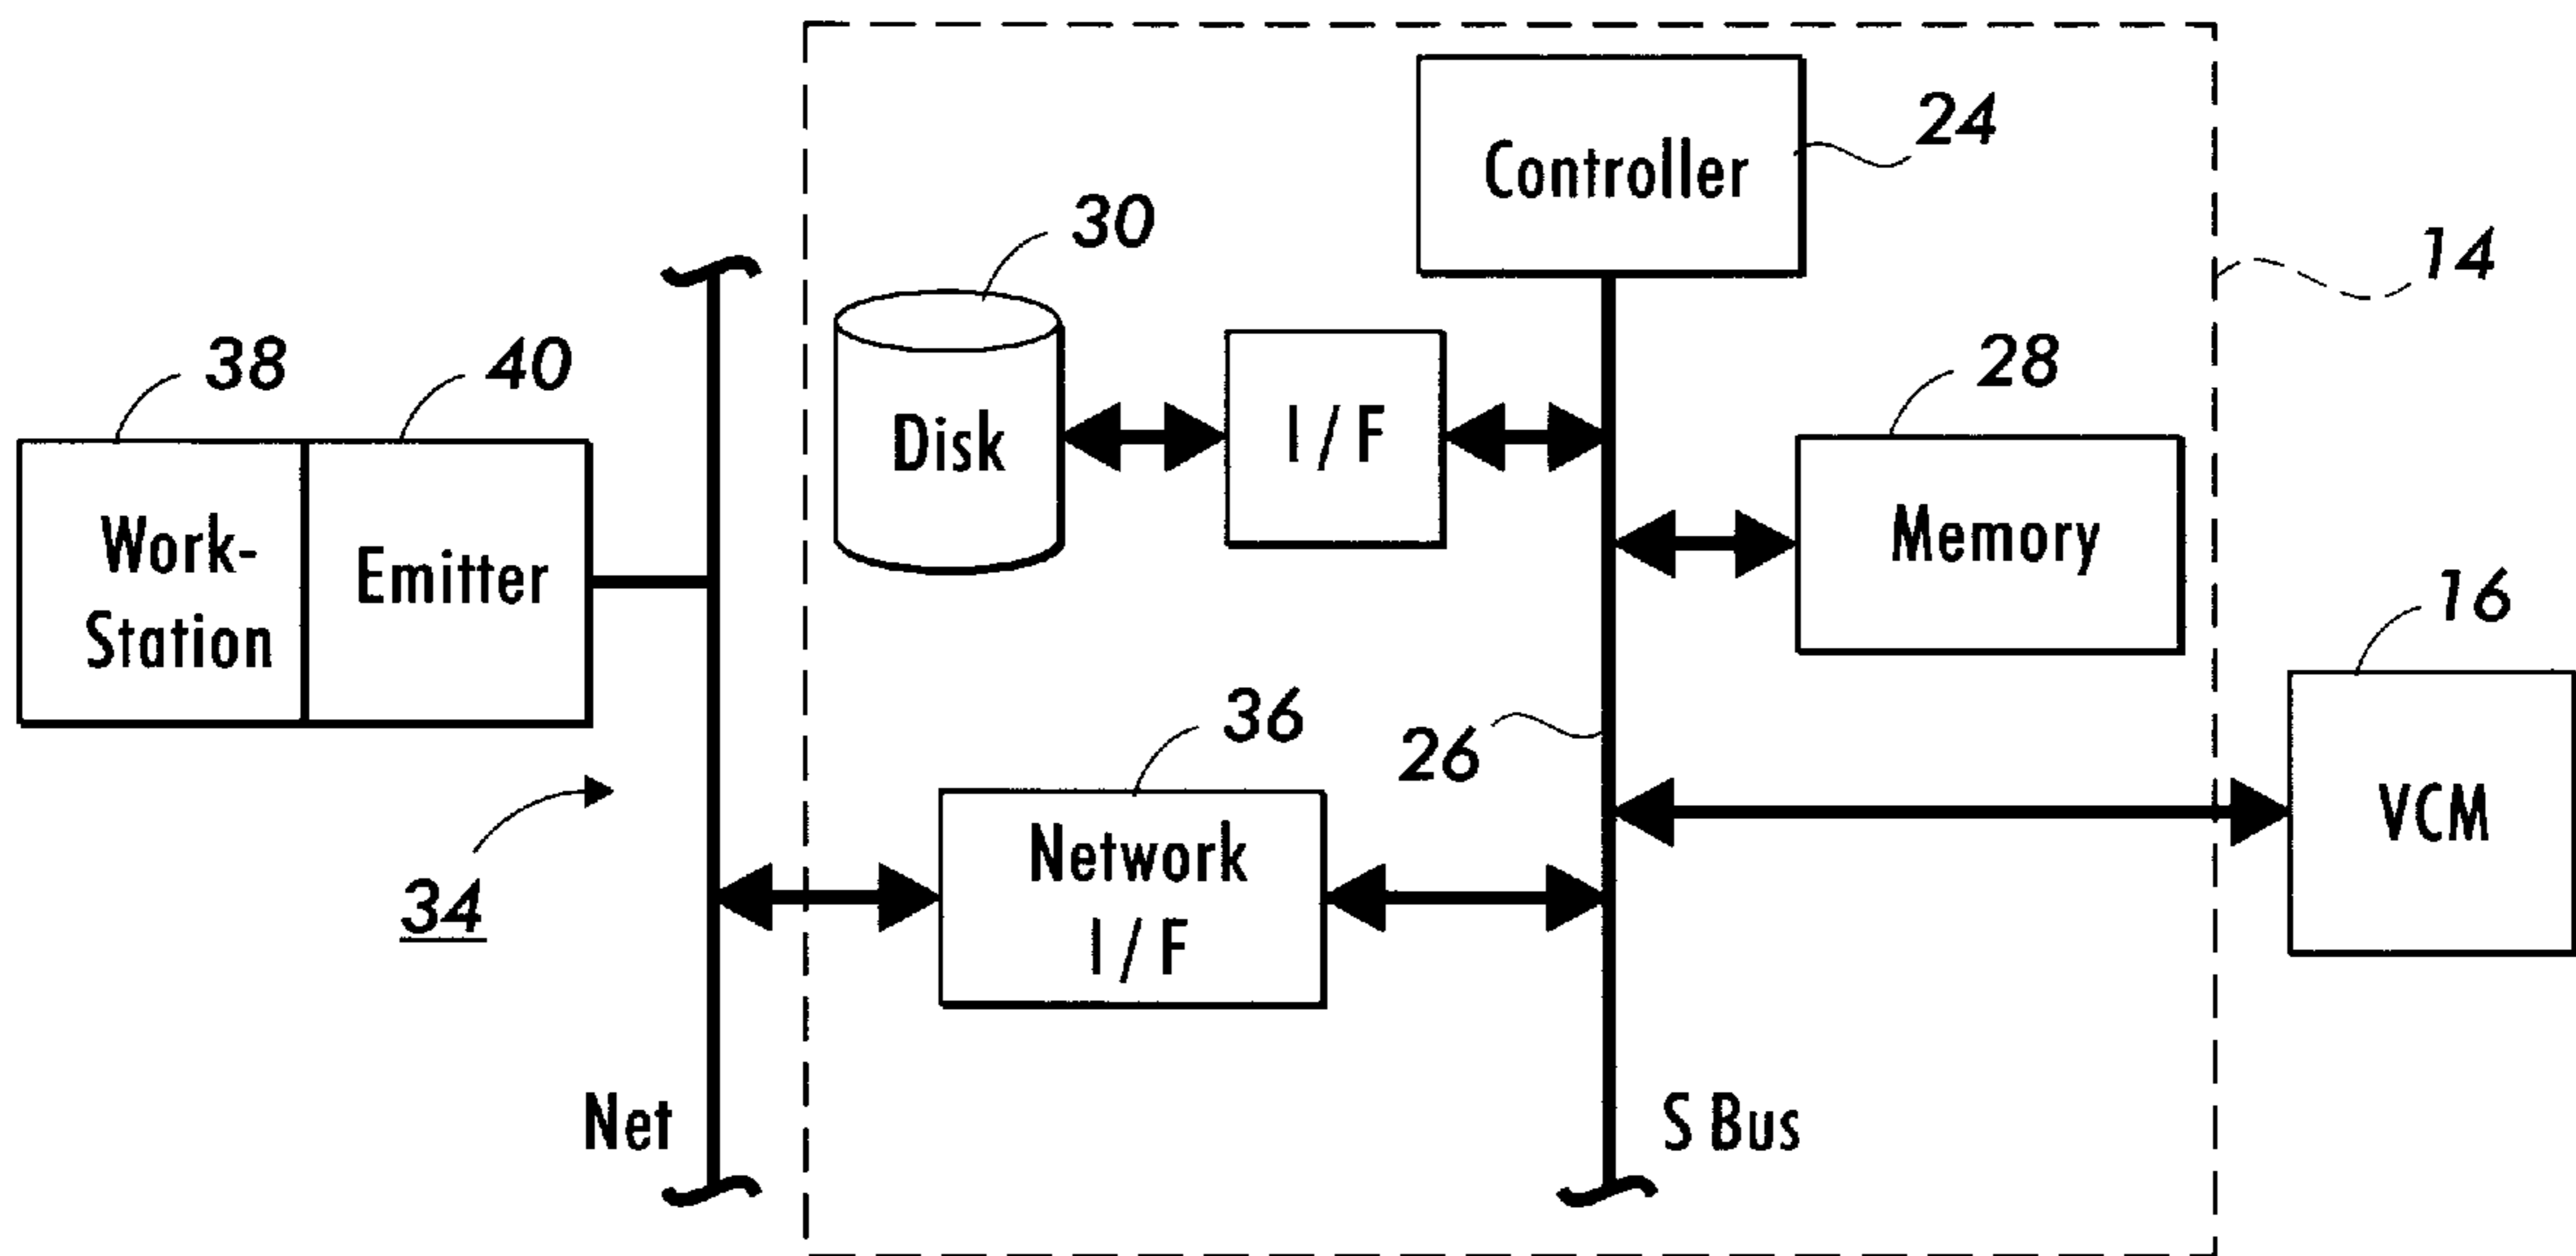 24
Controller
30
14
38
40
28
Disk
I / F
Work-
Station
Emitter
Memory
16
36
26
VCM
Network
I / F
34
Net
S Bus